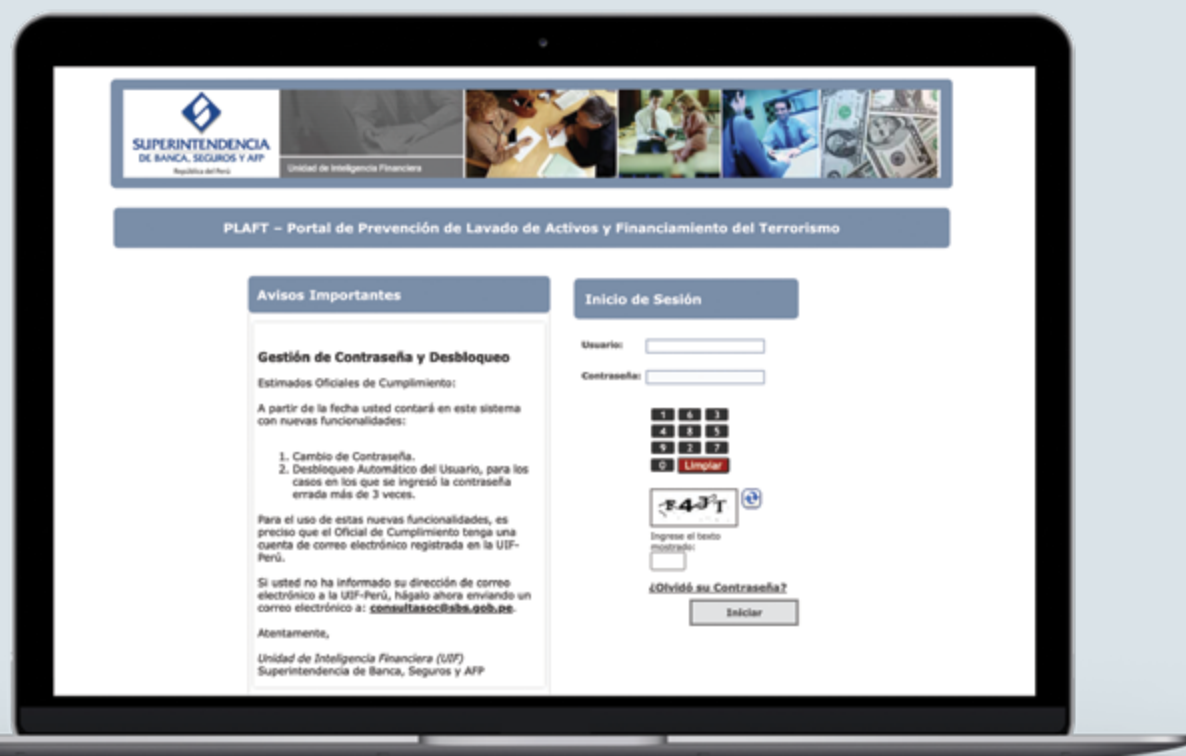 SUPERINTENDENCIA
DE BANCA, SEGUROS Y AFP
República del Perú
Unidad de Inteligencia Financiera
PLAFT – Portal de Prevención de Lavado de Activos y Financiamiento del Terrorismo
Avisos Importantes
Gestión de Contraseña y Desbloqueo
Estimados Oficiales de Cumplimiento:
A partir de la fecha usted contará en este sistema
con nuevas funcionalidades:
1. Cambio de Contraseña.
2. Desbloqueo Automático del Usuario, para los
casos en los que se ingresó la contraseña
errada más de 3 veces.
Para el uso de estas nuevas funcionalidades, es
preciso que el Oficial de Cumplimiento tenga una
cuenta de correo electrónico registrada en la UIF-
Perú.
Si usted no ha informado su dirección de correo
electrónico a la UIF-Perú, hágalo ahora enviando un
correo electrónico a: consultasoc@sbs.gob.pe.
Atentamente,
Unidad de Inteligencia Financiera (UIF)
Superintendencia de Banca, Seguros y AFP
Inicio de Sesión
Usuario:
Contraseña:
1 6 3
4 8 5
9 2 7
0 Limpiar
F4JT
Ingrese el texto
mostrado:
¿Olvidó su Contraseña?
Iniciar